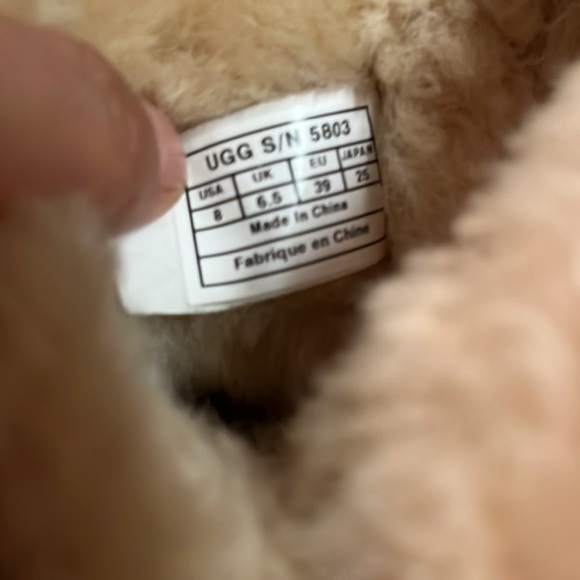 UGG S/N 5803
USA UK EU JAPAN
8 6.5 39 25
Made in China
Fabrique en Chine